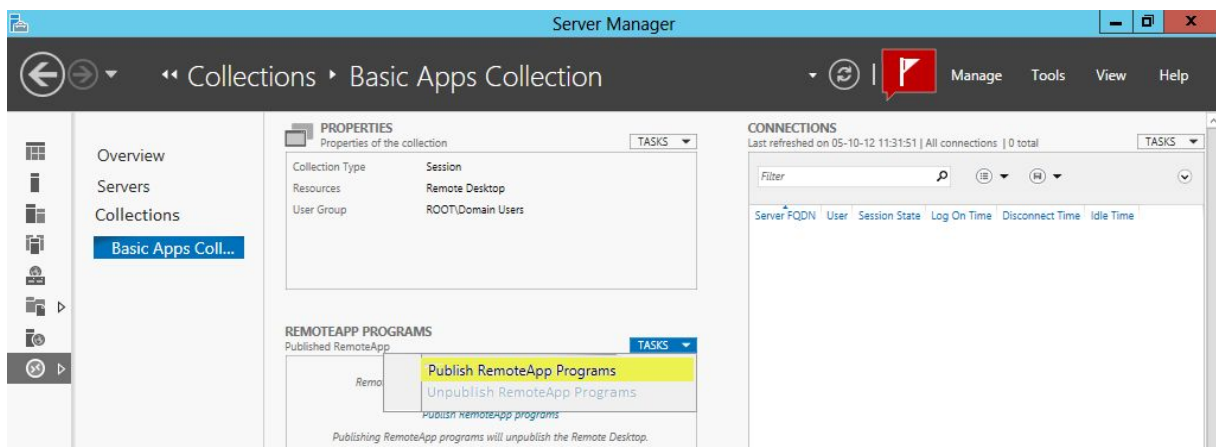 Server Manager
Collections Basic Apps Collection
Manage Tools View Help
Overview
Servers
Collections
Basic Apps Coll...
PROPERTIES
Properties of the collection
TASKS
Collection Type Session
Resources Remote Desktop
User Group ROOT\Domain Users
REMOTEAPP PROGRAMS
Published RemoteApp
TASKS
Remo
Publish RemoteApp Programs
Unpublish RemoteApp Programs
Publish RemoteApp programs
Publishing RemoteApp programs will unpublish the Remote Desktop.
CONNECTIONS
Last refreshed on 05-10-12 11:31:51 | All connections | 0 total
TASKS
Filter
Server FQDN User Session State Log On Time Disconnect Time Idle Time